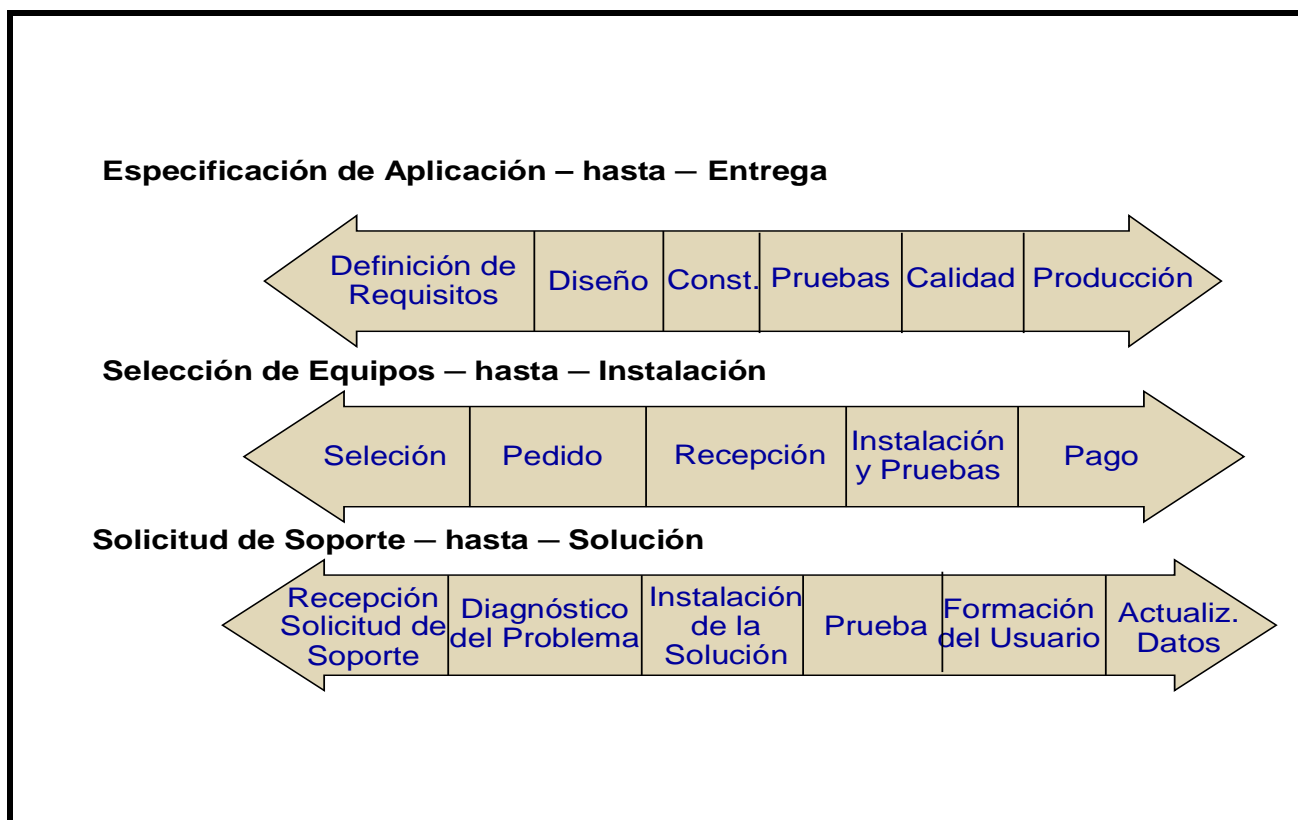 Especificación de Aplicación – hasta — Entrega
Definición de
Requisitos
Diseño
Const.
Pruebas
Calidad
Producción
Selección de Equipos — hasta — Instalación
Seleción
Pedido
Recepción
Instalación
y Pruebas
Pago
Solicitud de Soporte — hasta — Solución
Recepción
Solicitud de
Soporte
Diagnóstico
del Problema
Instalación
de la
Solución
Prueba
Formación
del Usuario
Actualiz.
Datos